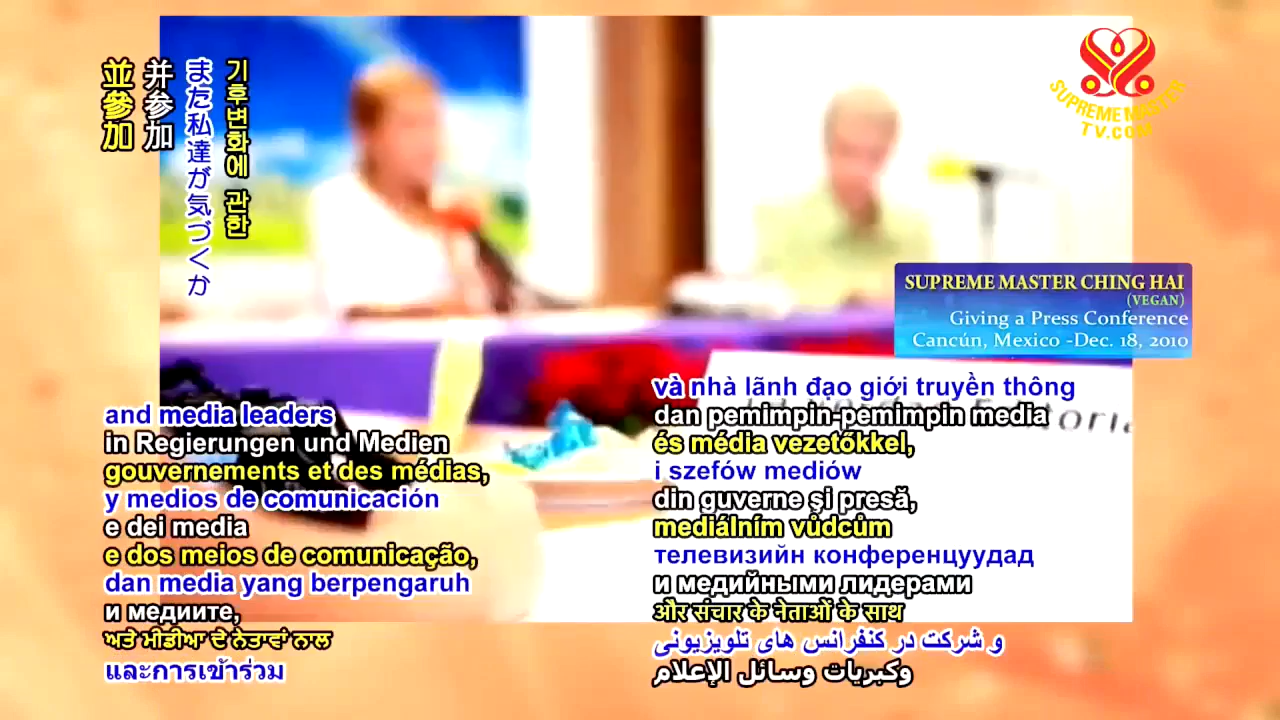 並參加
并参加
また私達が気づくか
기후변화에 관한
SUPREME MASTER
TV.COM
SUPREME MASTER CHING HAI
(VEGAN)
Giving a Press Conference
Cancún, Mexico -Dec. 18, 2010
and media leaders
in Regierungen und Medien
gouvernements et des médias,
y medios de comunicación
e dei media
e dos meios de comunicação,
dan media yang berpengaruh
и медиите,
ਅਤੇ ਮੀਡੀਆ ਦੇ ਨੇਤਾਵਾਂ ਨਾਲ
และการเข้าร่วม
và nhà lãnh đạo giới truyền thông
dan pemimpin-pemimpin media
és média vezetőkkel,
i szefów mediów
din guverne şi presă,
mediálním vůdcům
телевизийн конференцуудад
и медийными лидерами
और संचार के नेताओं के साथ
و شرکت در کنفرانس های تلویزیونی
وكبريات وسائل الإعلام